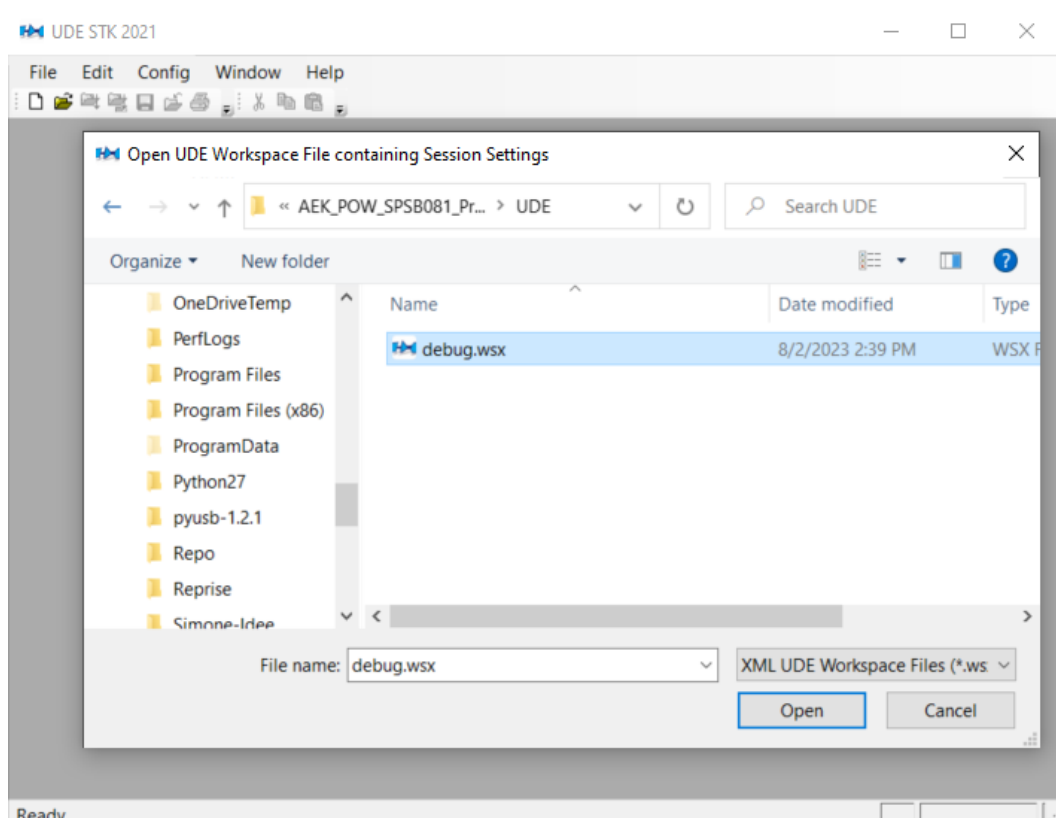 UDE STK 2021
File Edit Config Window Help
Open UDE Workspace File containing Session Settings
« AEK_POW_SPSB081_Pr... > UDE
Search UDE
Organize
New folder
Name
Date modified
Type
OneDriveTemp
PerfLogs
Program Files
Program Files (x86)
ProgramData
Python27
pyusb-1.2.1
Repo
Reprise
Simone-Idee
debug.wsx
8/2/2023 2:39 PM
WSX F
File name: debug.wsx
XML UDE Workspace Files (*.ws
Open
Cancel
Ready